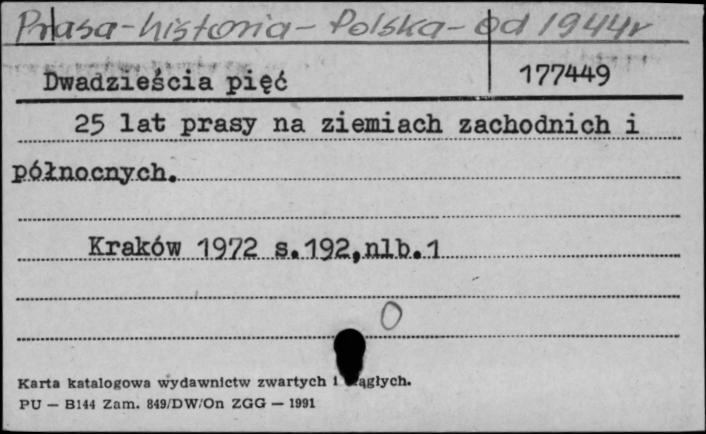 Prasa - historia - Polska - od 1944r
Dwadzieścia pięć 177449
25 lat prasy na ziemiach zachodnich i
północnych.
Kraków 1972 s.192,nlb.1
0
Karta katalogowa wydawnictw zwartych i ciągłych.
PU — B144 Zam. 849/DW/On ZGG — 1991